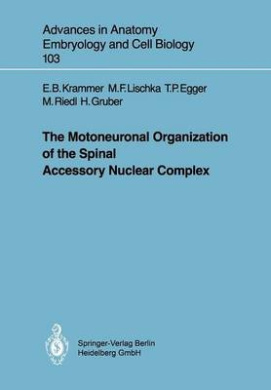 Advances in Anatomy
Embryology and Cell Biology
103
E.B. Krammer M.F. Lischka T.P. Egger
M. Riedl H. Gruber
The Motoneuronal Organization
of the Spinal
Accessory Nuclear Complex
Springer-Verlag Berlin
Heidelberg GmbH